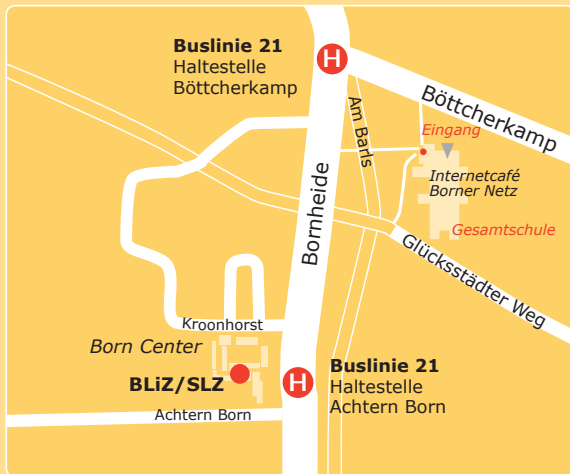 Buslinie 21
Haltestelle
Böttcherkamp
H
Böttcherkamp
Am Barls
Eingang
Internetcafé
Borner Netz
Gesamtschule
Bornheide
Glücksstädter Weg
Kroonhorst
Born Center
BLiZ/SLZ
H
Buslinie 21
Haltestelle
Achtern Born
Achtern Born